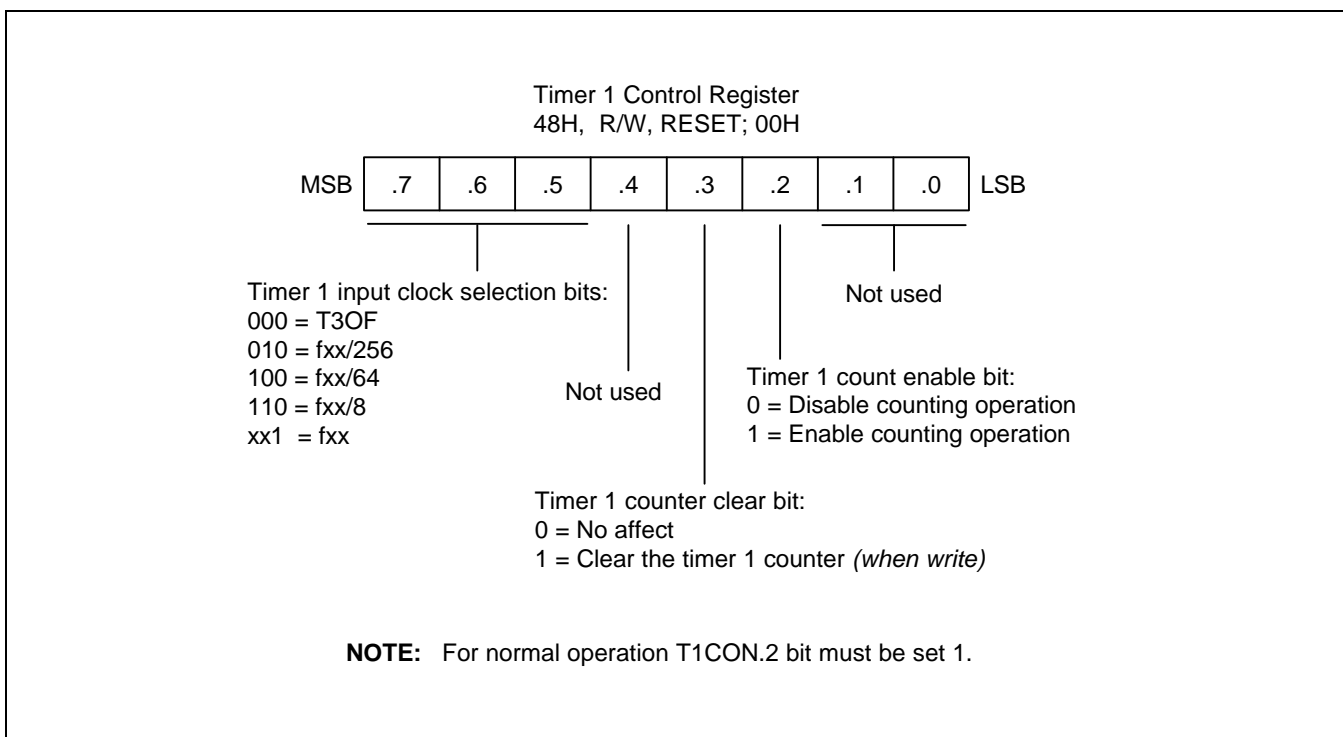 Timer 1 Control Register
48H, R/W, RESET; 00H
MSB .7 .6 .5 .4 .3 .2 .1 .0 LSB
Timer 1 input clock selection bits:
000 = T3OF
010 = fxx/256
100 = fxx/64
110 = fxx/8
xx1 = fxx
Not used
Not used
Timer 1 count enable bit:
0 = Disable counting operation
1 = Enable counting operation
Timer 1 counter clear bit:
0 = No affect
1 = Clear the timer 1 counter (when write)
NOTE: For normal operation T1CON.2 bit must be set 1.